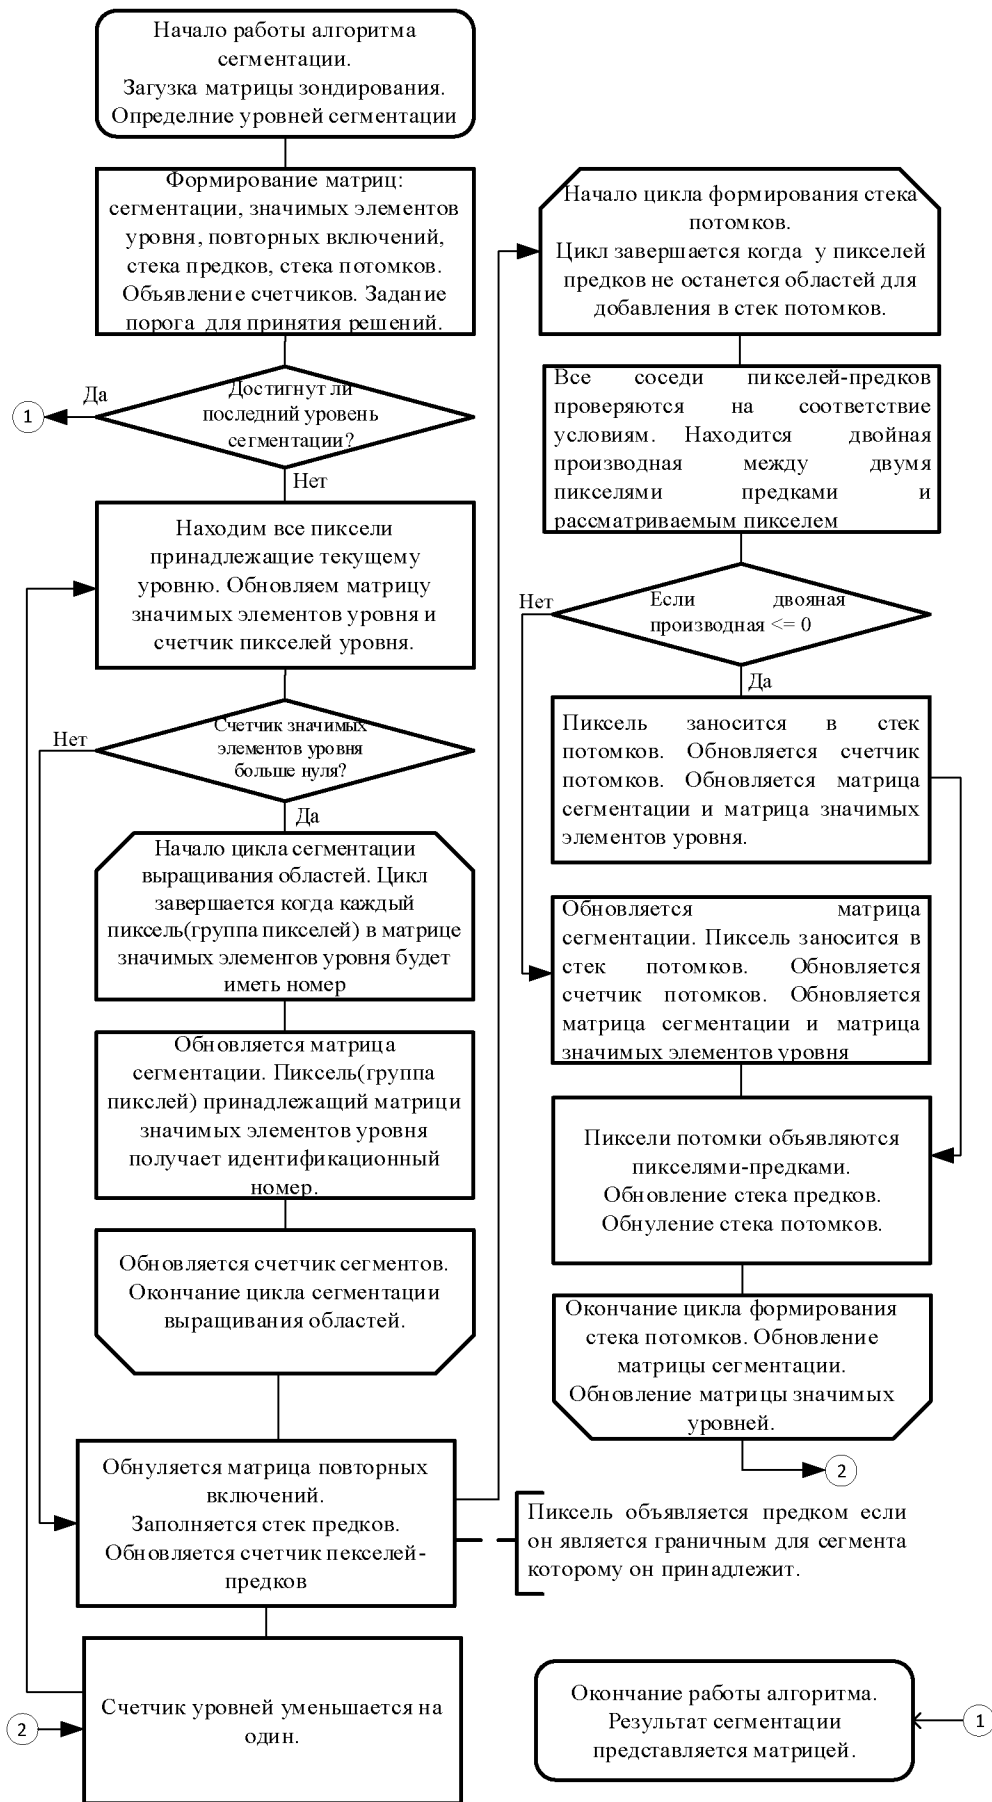 Начало работы алгоритма
сегментации.
Загузка матрицы зондирования.
Определние уровней сегментации
Формирование матриц:
сегментации, значимых элементов
уровня, повторных включений,
стека предков, стека потомков.
Объявление счетчиков. Задание
порога для принятия решений.
Да
Достигнут ли
последний уровень
сегментации?
1
Нет
Находим все пиксели
принадлежащие текущему
уровню. Обновляем матрицу
значимых элементов уровня и
счетчик пикселей уровня.
Нет
Счетчик значимых
элементов уровня
больше нуля?
Да
Начало цикла сегментации
выращивания областей. Цикл
завершается когда каждый
пиксель(группа пикселей) в матрице
значимых элементов уровня будет
иметь номер
Обновляется матрица
сегментации. Пиксель(группа
пикслей) принадлежащий матрици
значимых элементов уровня
получает идентификационный
номер.
Обновляется счетчик сегментов.
Окончание цикла сегментации
выращивания областей.
Обнуляется матрица повторных
включений.
Заполняется стек предков.
Обновляется счетчик пекселей-
предков
Счетчик уровней уменьшается на
один.
2
Начало цикла формирования стека
потомков.
Цикл завершается когда у пикселей
предков не останется областей для
добавления в стек потомков.
Все соседи пикселей-предков
проверяются на соответствие
условиям. Находится двойная
производная между двумя
пикселями предками и
рассматриваемым пикселем
Нет
Если двояная
производная <= 0
Да
Пиксель заносится в стек
потомков. Обновляется счетчик
потомков. Обновляется матрица
сегментации и матрица значимых
элементов уровня.
Обновляется матрица
сегментации. Пиксель заносится в
стек потомков. Обновляется
счетчик потомков. Обновляется
матрица сегментации и матрица
значимых элементов уровня
Пиксели потомки объявляются
пикселями-предками.
Обновление стека предков.
Обнуление стека потомков.
Окончание цикла формирования
стека потомков. Обновление
матрицы сегментации.
Обновление матрицы значимых
уровней.
2
Пиксель объявляется предком если
он является граничным для сегмента
которому он принадлежит.
Окончание работы алгоритма.
Результат сегментации
представляется матрицей.
1